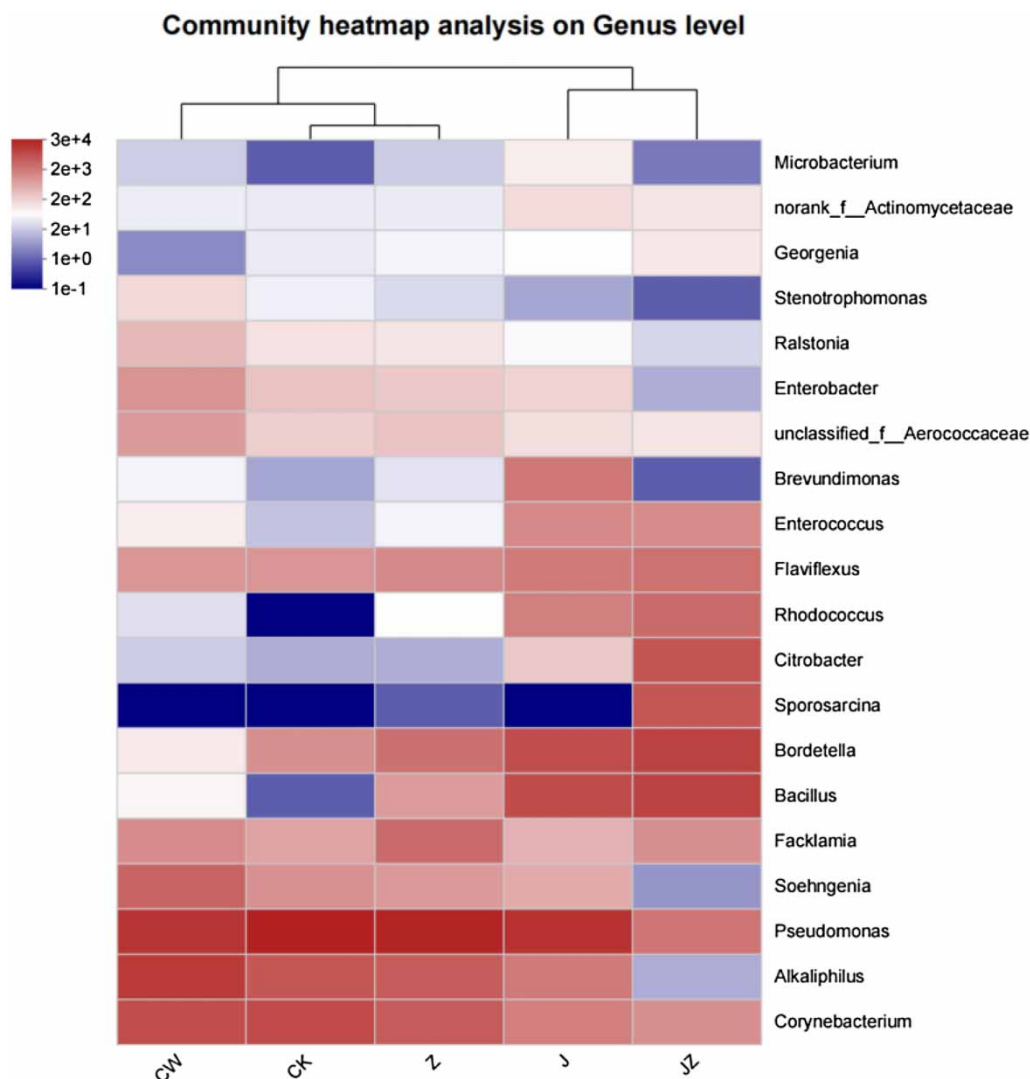 Community heatmap analysis on Genus level
3e+4
2e+3
2e+2
2e+1
1e+0
1e-1
Microbacterium
norank_f__Actinomycetaceae
Georgenia
Stenotrophomonas
Ralstonia
Enterobacter
unclassified_f__Aerococcaceae
Brevundimonas
Enterococcus
Flaviflexus
Rhodococcus
Citrobacter
Sporosarcina
Bordetella
Bacillus
Facklamia
Soehngenia
Pseudomonas
Alkaliphilus
Corynebacterium
CW CK Z J JZ